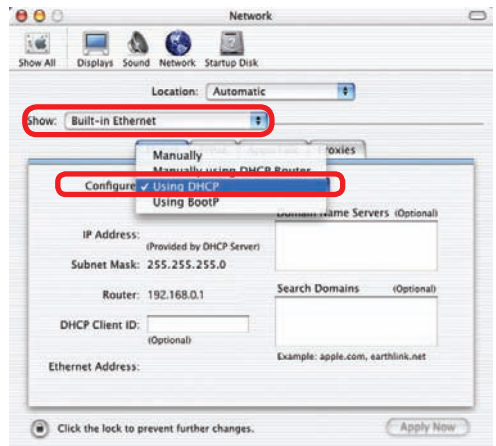 Network
Show All Displays Sound Network Startup Disk
Location: Automatic
Show: Built-in Ethernet
Proxies
Manually
Manually using DHCP Router
Configure ✓ Using DHCP
Using BootP
Domain Name Servers (Optional)
IP Address:
(Provided by DHCP Server)
Subnet Mask: 255.255.255.0
Router: 192.168.0.1
Search Domains (Optional)
DHCP Client ID:
(Optional)
Example: apple.com, earthlink.net
Ethernet Address:
Click the lock to prevent further changes.
Apply Now